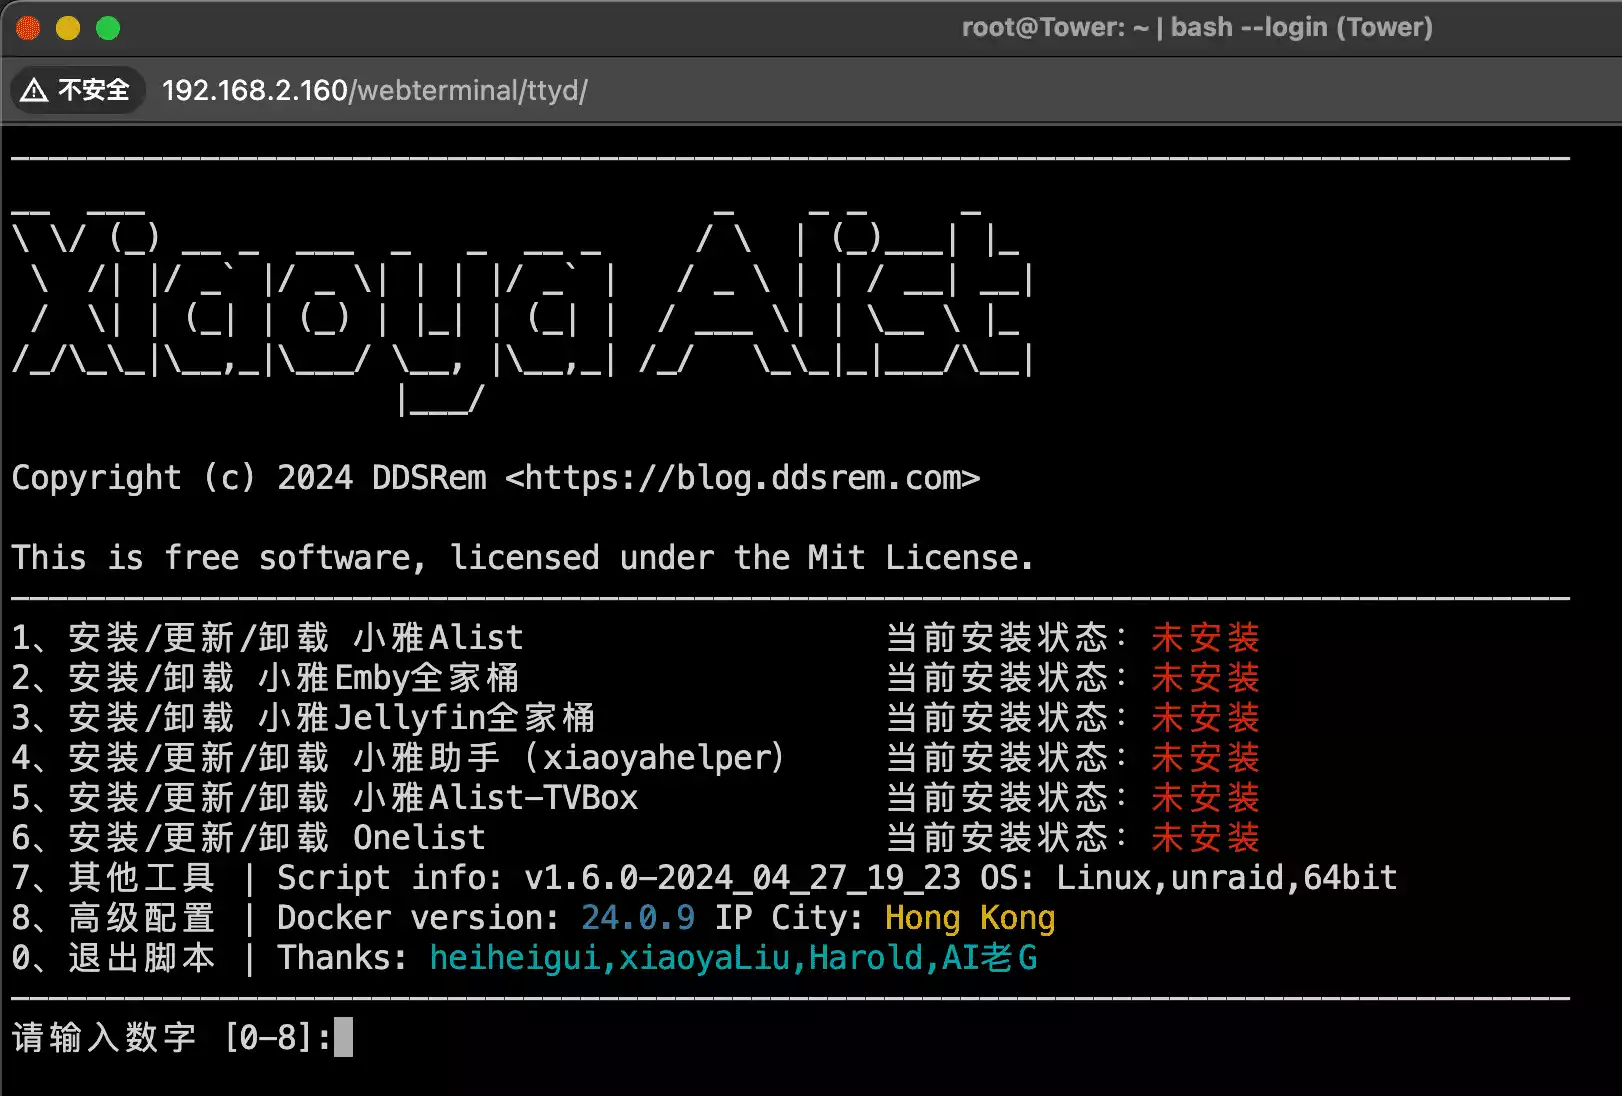 root@Tower: ~ | bash --login (Tower)
不安全 192.168.2.160/webterminal/ttyd/
Xiaoya Alist
Copyright (c) 2024 DDSRem <https://blog.ddsrem.com>
This is free software, licensed under the Mit License.
1、安装/更新/卸载 小雅Alist 当前安装状态：未安装
2、安装/卸载 小雅Emby全家桶 当前安装状态：未安装
3、安装/卸载 小雅Jellyfin全家桶 当前安装状态：未安装
4、安装/更新/卸载 小雅助手（xiaoyahelper） 当前安装状态：未安装
5、安装/更新/卸载 小雅Alist-TVBox 当前安装状态：未安装
6、安装/更新/卸载 Onelist 当前安装状态：未安装
7、其他工具 | Script info: v1.6.0-2024_04_27_19_23 OS: Linux,unraid,64bit
8、高级配置 | Docker version: 24.0.9 IP City: Hong Kong
0、退出脚本 | Thanks: heiheigui,xiaoyaLiu,Harold,AI老G
请输入数字 [0-8]: